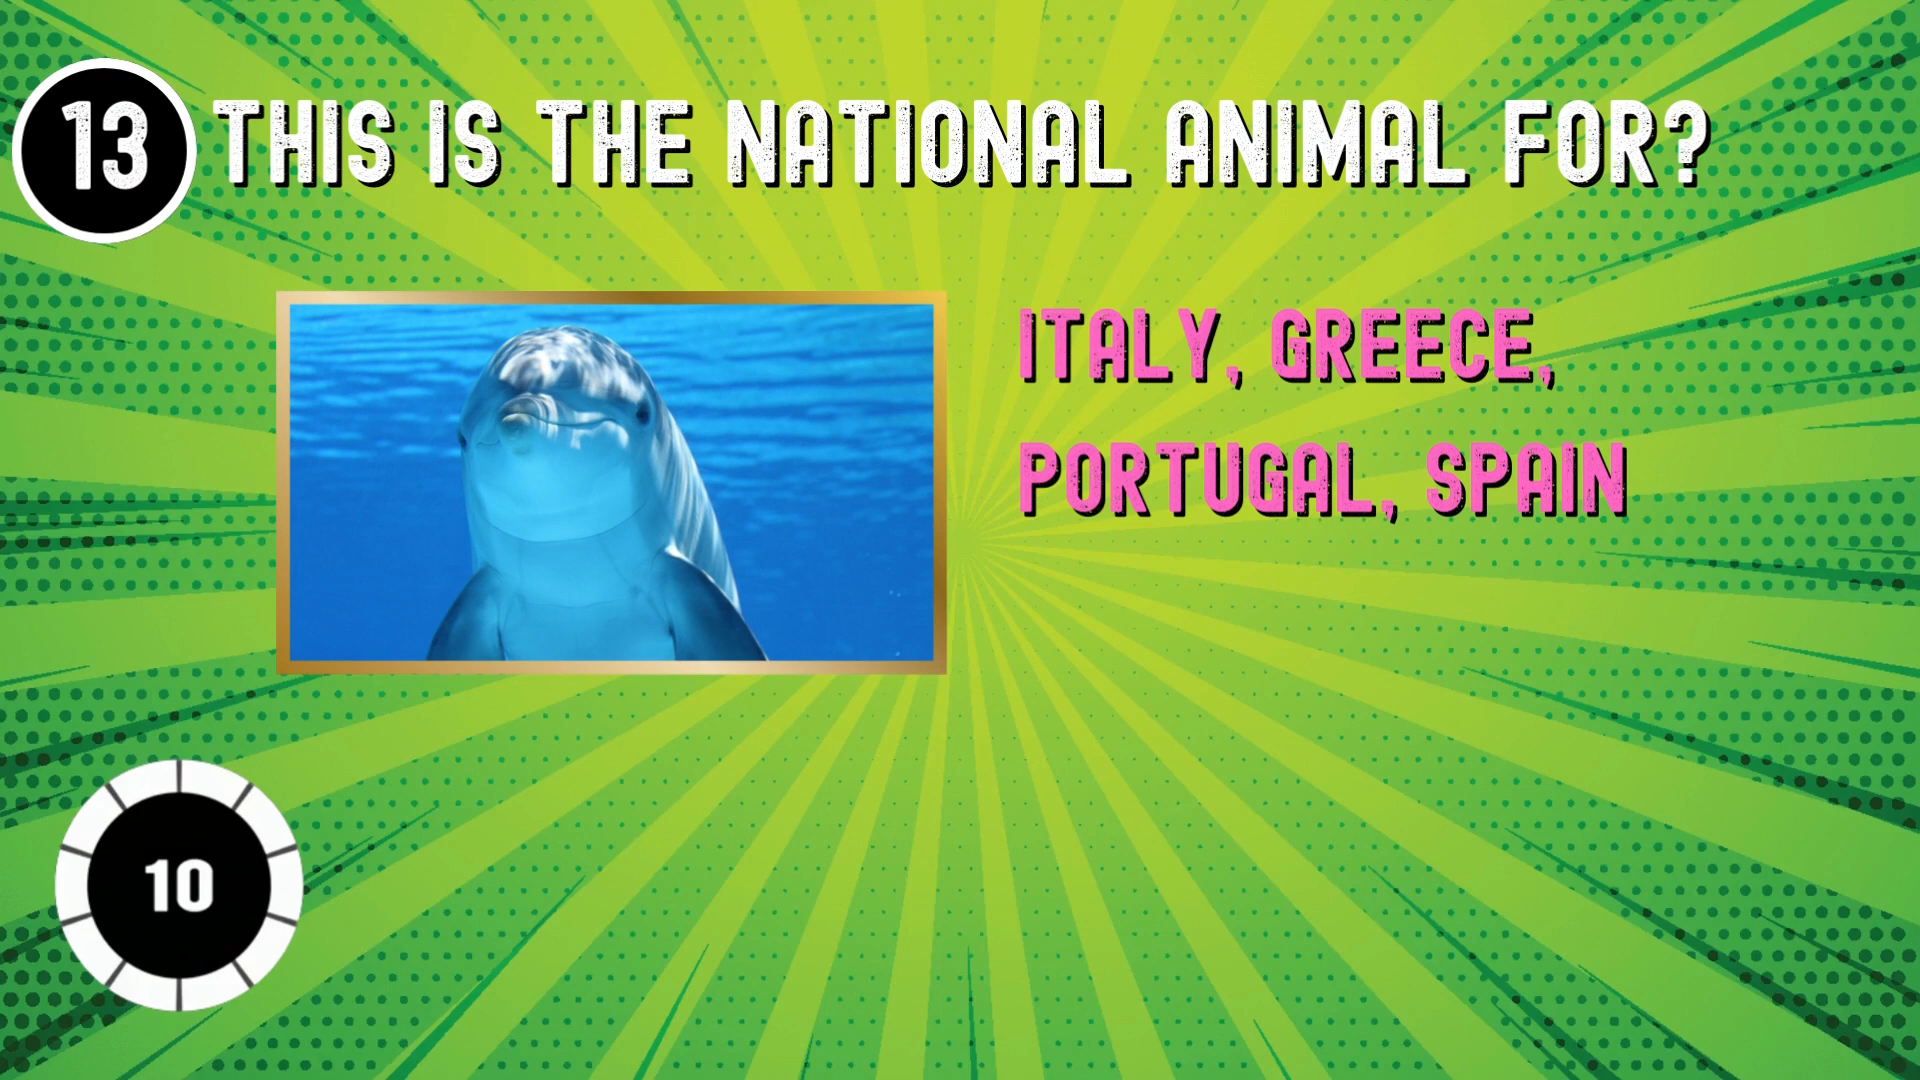 13 THIS IS THE NATIONAL ANIMAL FOR?
ITALY, GREECE,
PORTUGAL, SPAIN
10